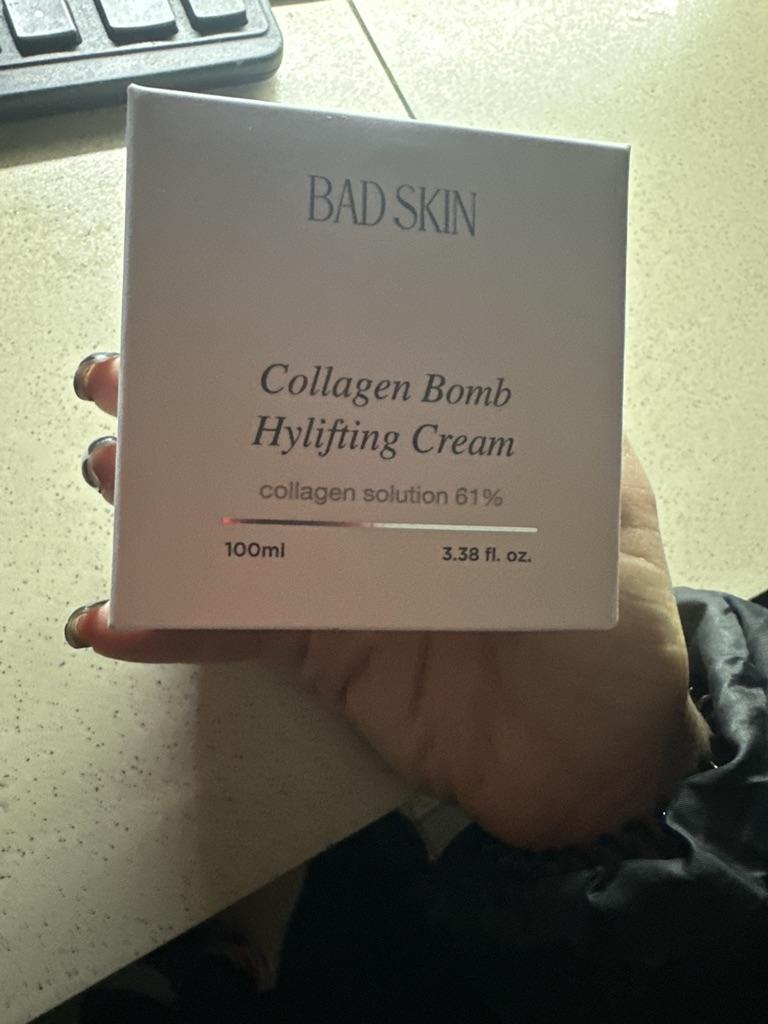 BAD SKIN
Collagen Bomb
Hylifting Cream
collagen solution 61%
100ml 3.38 fl. oz.